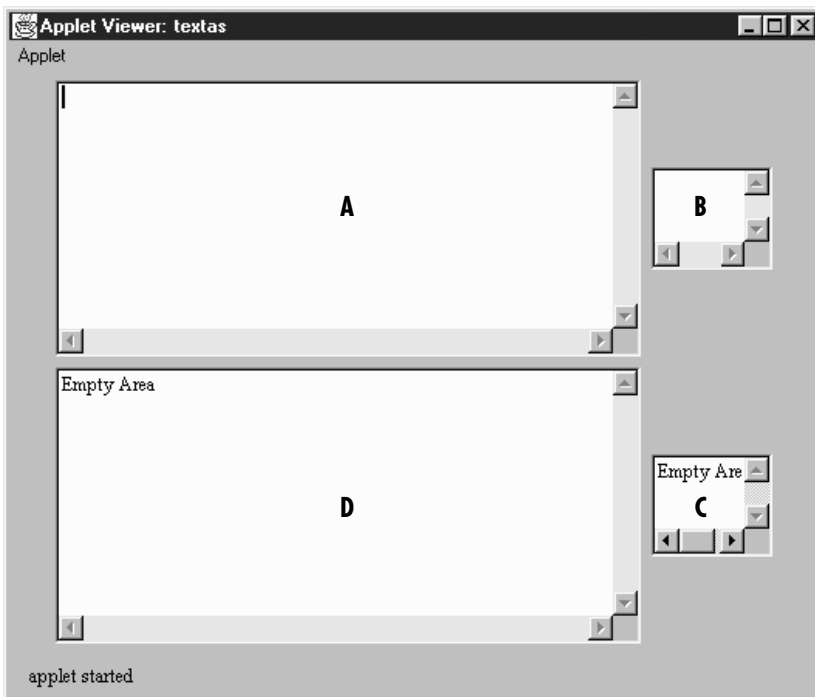 Applet Viewer: textas
Applet
A
B
Empty Area
D
Empty Are
C
applet started